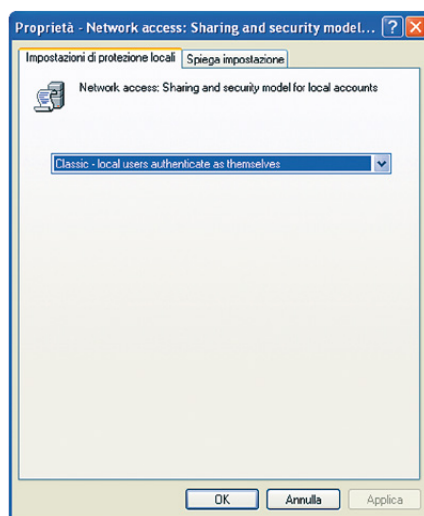 Proprietà - Network access: Sharing and security model...
Impostazioni di protezione locali
Spiega impostazione
Network access: Sharing and security model for local accounts
Classic - local users authenticate as themselves
OK
Annulla
Applica